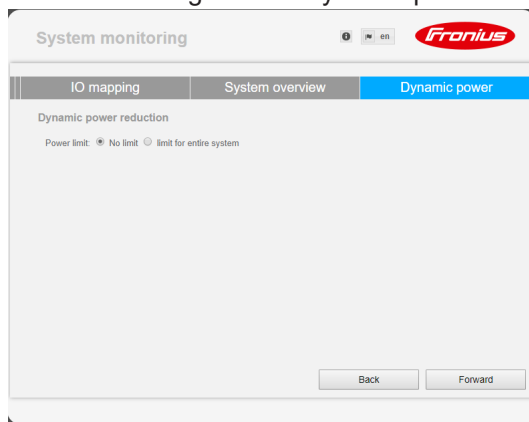 System monitoring
en
Fronius
IO mapping
System overview
Dynamic power
Dynamic power reduction
Power limit: No limit limit for entire system
Back
Forward